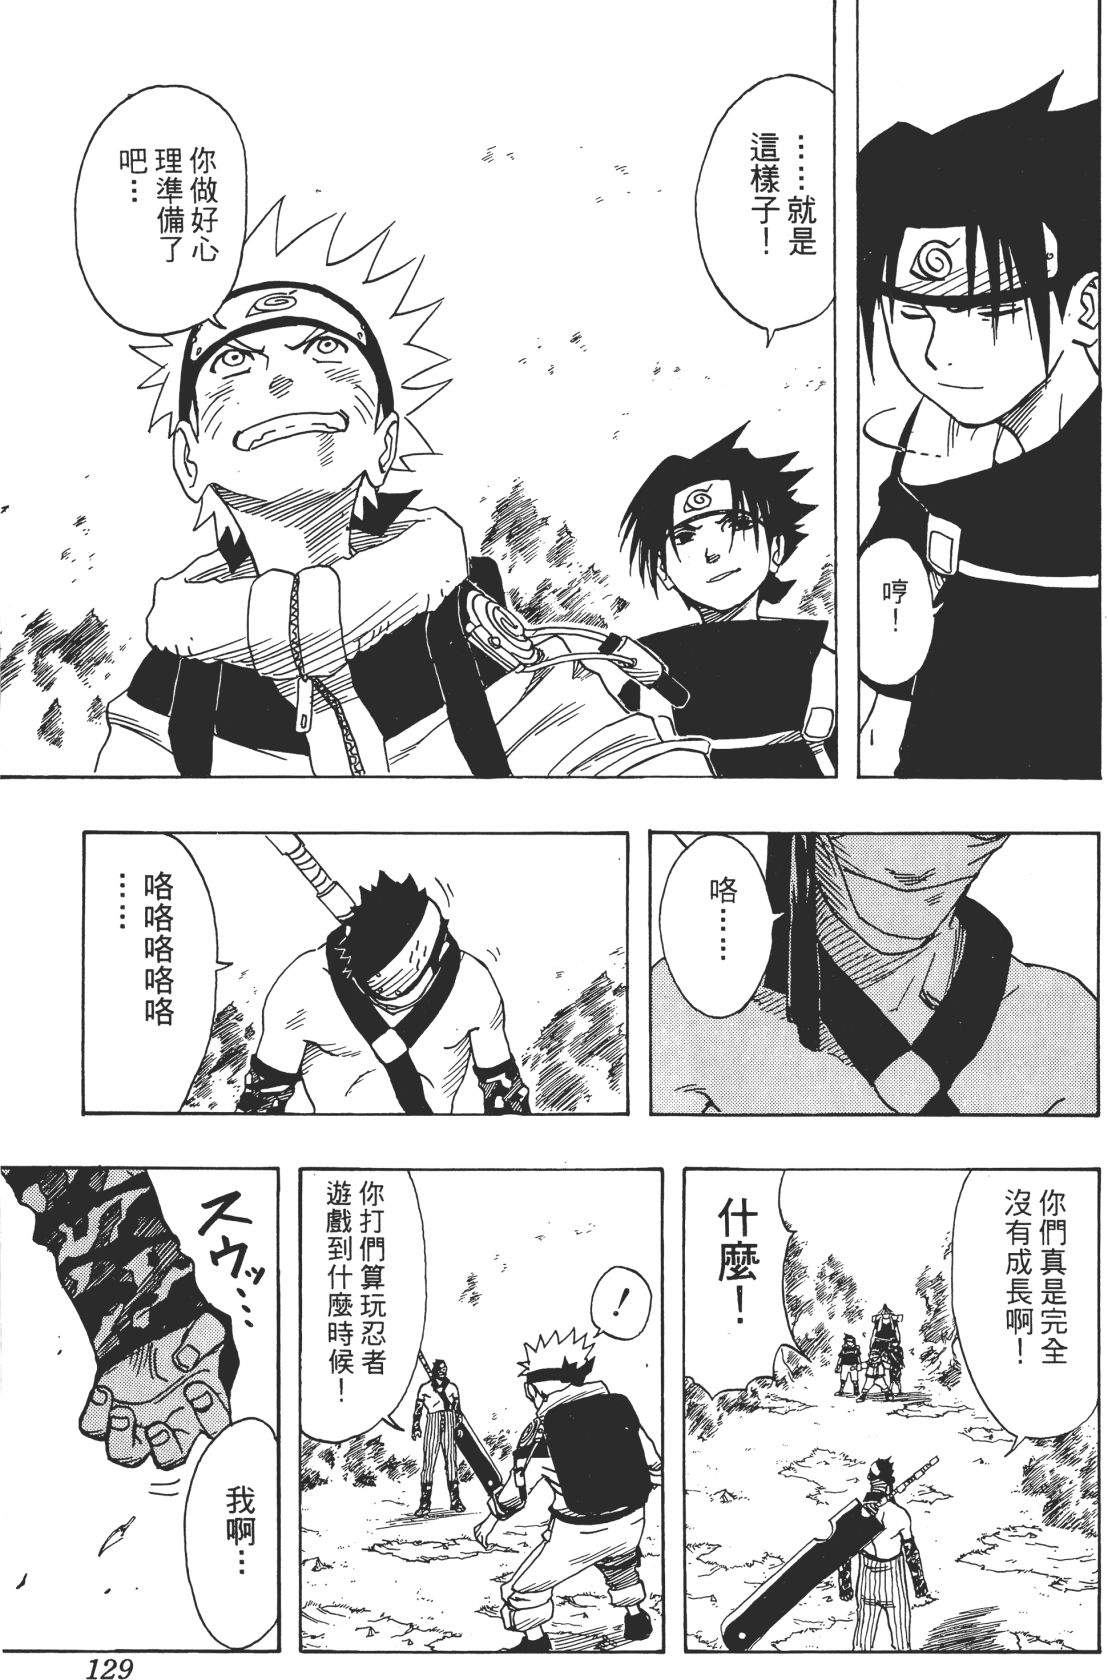 哼！
……就是
這樣子！
你做好心
理準備了
吧…
咯……
咯咯咯咯咯
……
你們真是完全
沒有成長啊！
什麼！
！
你打們算玩忍者
遊戲到什麼時候！
スウッ…
我啊…
129